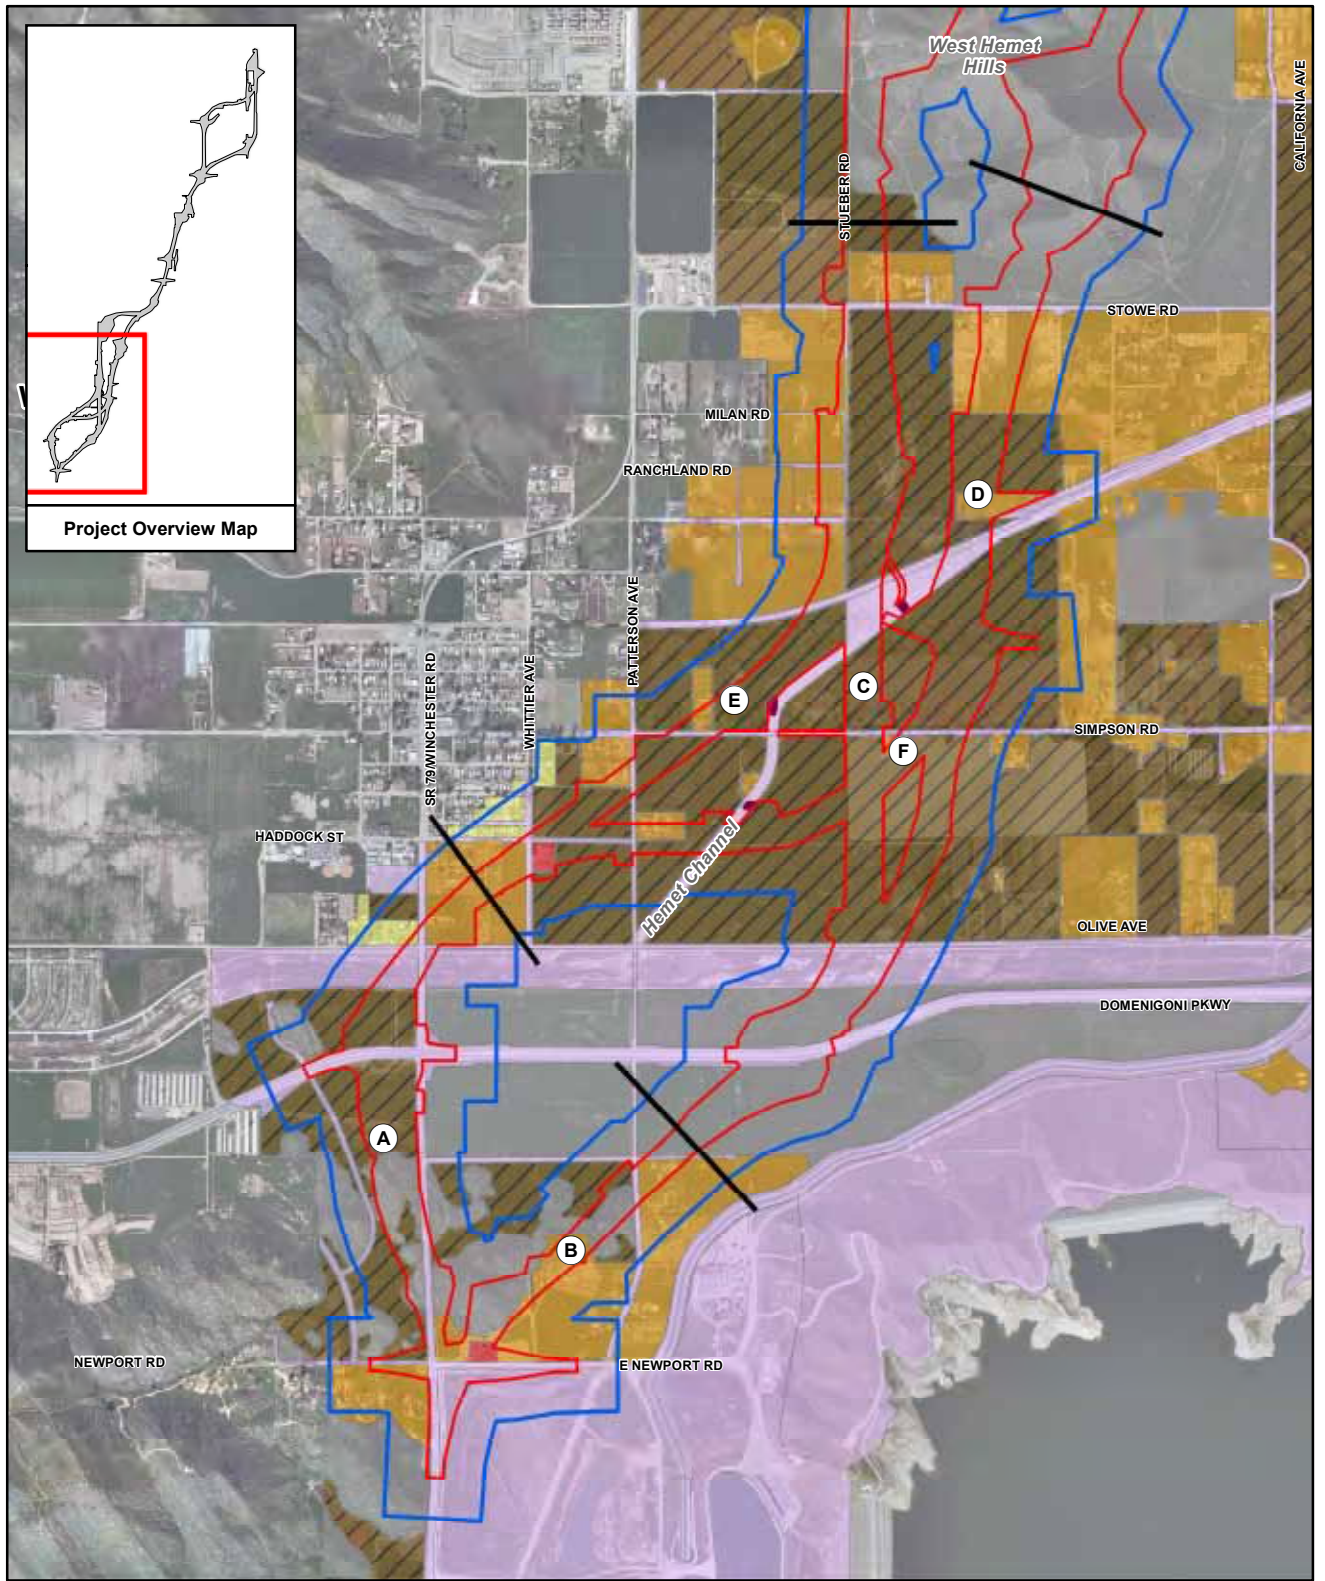 West Hemet
Hills
CALIFORNIA AVE
STUEBER RD
STOWE RD
MILAN RD
RANCHLAND RD
D
Project Overview Map
PATTERSON AVE
SR 79/WINCHESTER RD
WHITTIER AVE
E
C
SIMPSON RD
F
HADDOCK ST
Hemet Channel
OLIVE AVE
DOMENIGONI PKWY
A
B
NEWPORT RD
E NEWPORT RD